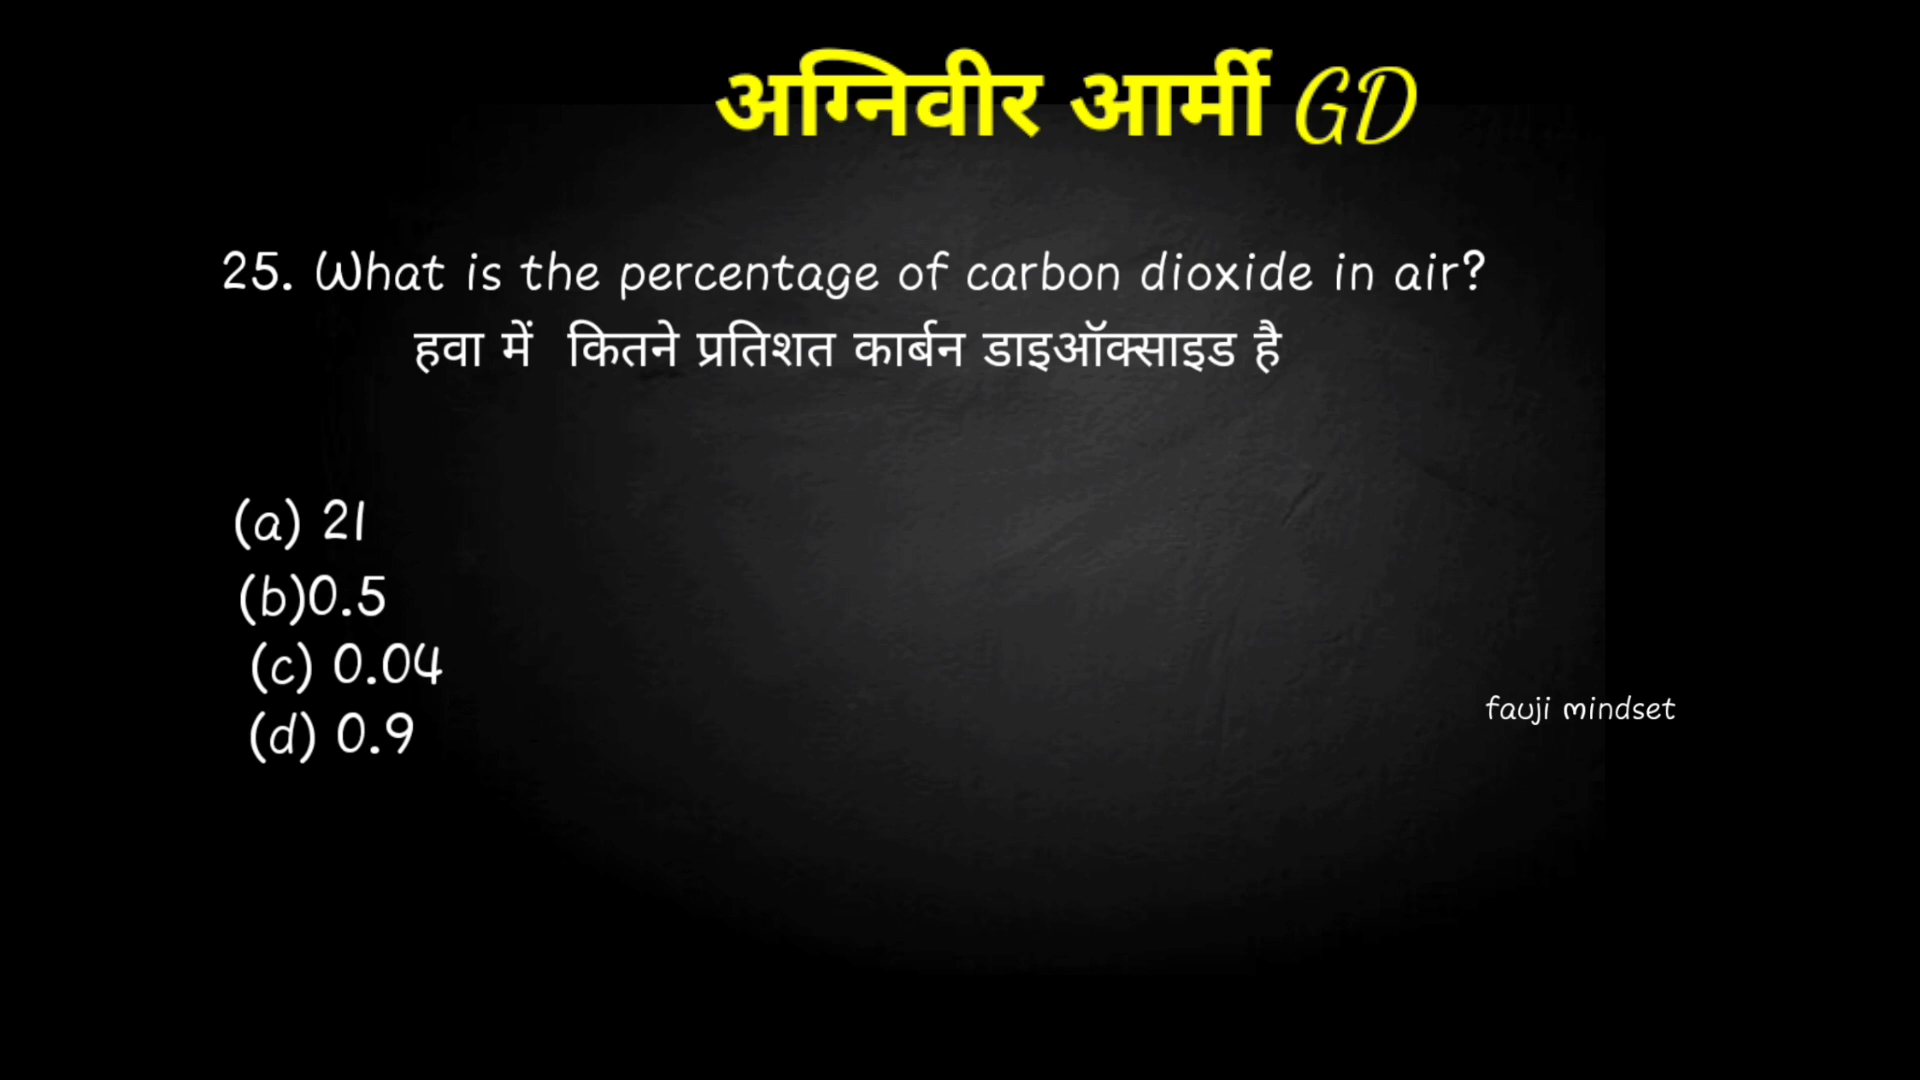 अग्निवीर आर्मी GD
25. What is the percentage of carbon dioxide in air?
हवा में कितने प्रतिशत कार्बन डाइऑक्साइड है
(a) 21
(b)0.5
(c) 0.04
(d) 0.9
fauji mindset